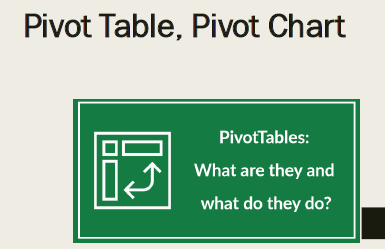 Pivot Table, Pivot Chart
PivotTables:
What are they and
what do they do?